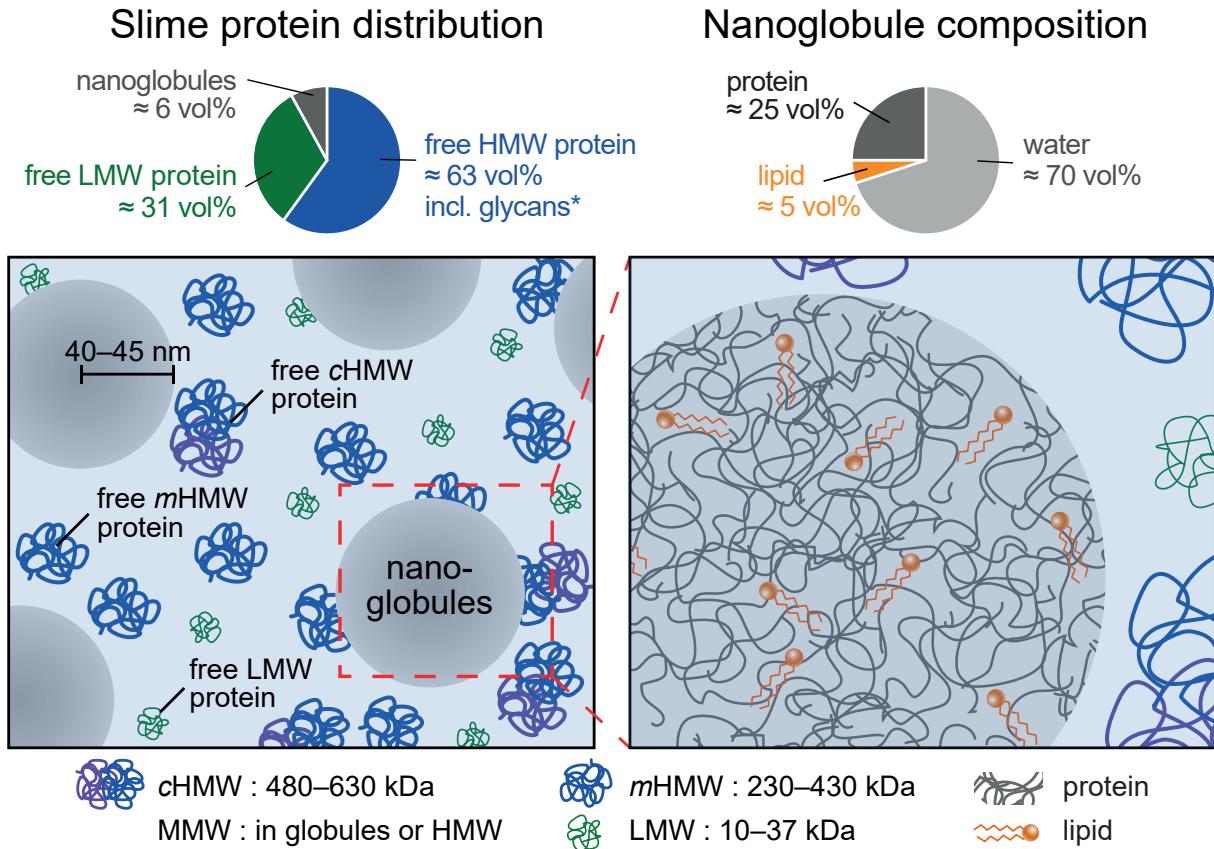 Slime protein distribution
Nanoglobule composition
nanoglobules
≈ 6 vol%
free LMW protein
≈ 31 vol%
free HMW protein
≈ 63 vol%
incl. glycans*
protein
≈ 25 vol%
lipid
≈ 5 vol%
water
≈ 70 vol%
40–45 nm
free cHMW
protein
free mHMW
protein
nano-
globules
free LMW
protein
cHMW : 480–630 kDa
mHMW : 230–430 kDa
protein
MMW : in globules or HMW
LMW : 10–37 kDa
lipid